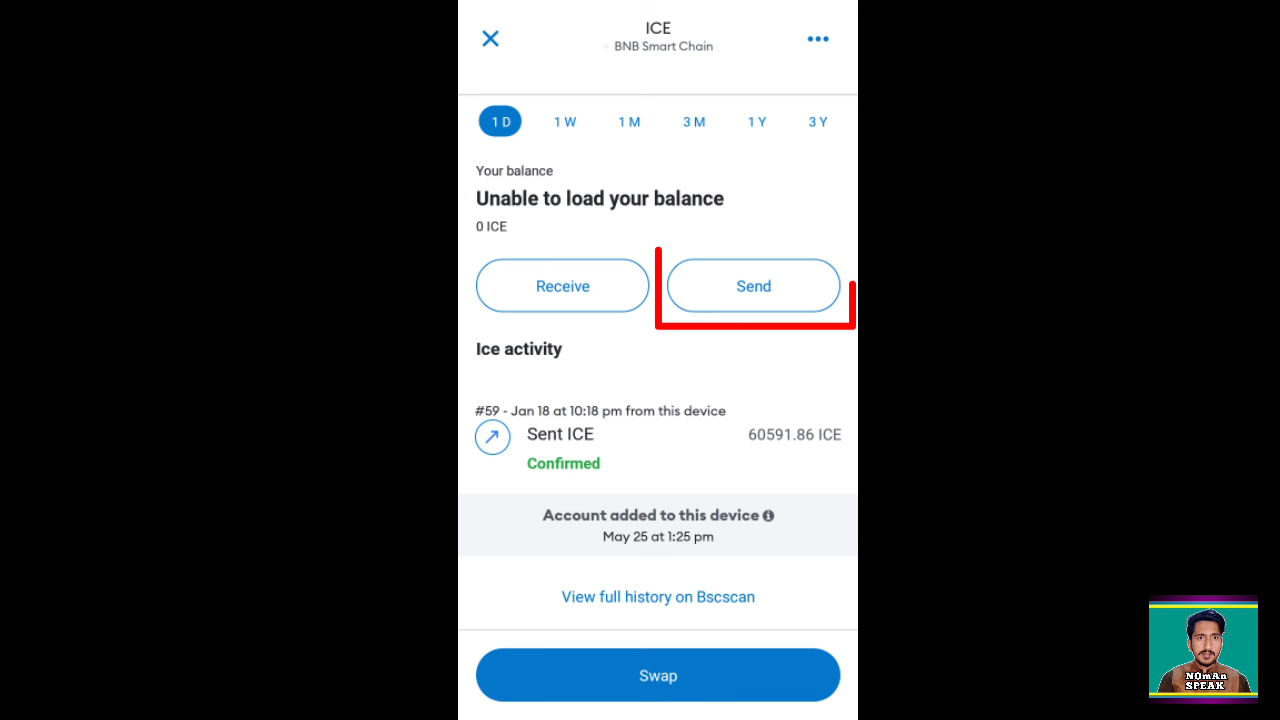 ICE
BNB Smart Chain
1 D 1 W 1 M 3 M 1 Y 3 Y
Your balance
Unable to load your balance
0 ICE
Receive Send
Ice activity
#59 - Jan 18 at 10:18 pm from this device
Sent ICE 60591.86 ICE
Confirmed
Account added to this device
May 25 at 1:25 pm
View full history on Bscscan
Swap
NOmAn
SPEAK